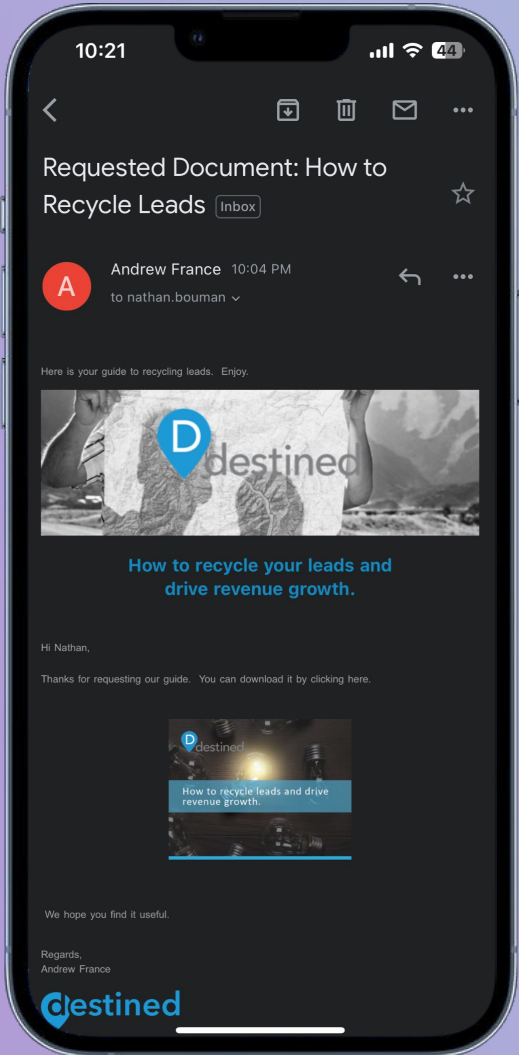 10:21
44
Requested Document: How to
Recycle Leads Inbox
A
Andrew France 10:04 PM
to nathan.bouman
Here is your guide to recycling leads. Enjoy.
D
destined
How to recycle your leads and
drive revenue growth.
Hi Nathan,
Thanks for requesting our guide. You can download it by clicking here.
D
destined
How to recycle leads and drive
revenue growth.
We hope you find it useful.
Regards,
Andrew France
destined